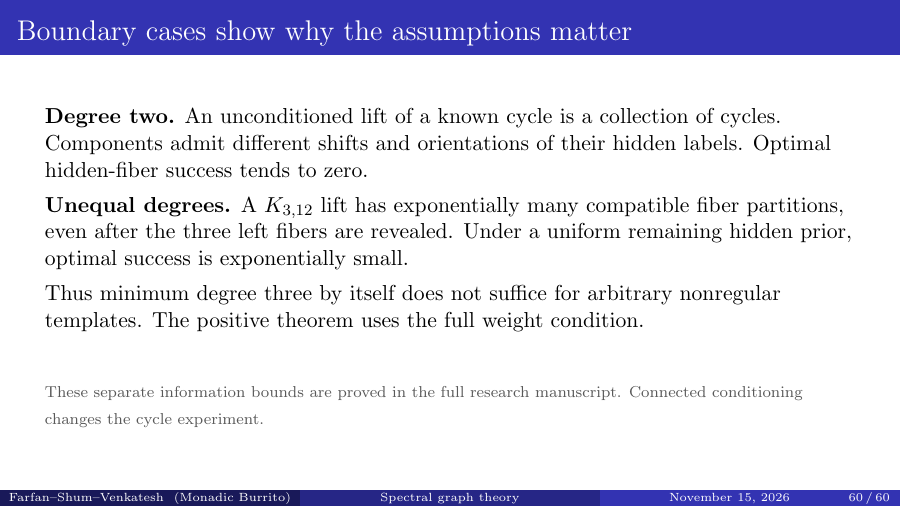 Boundary cases show why the assumptions matter
Degree two. An unconditioned lift of a known cycle is a collection of cycles.
Components admit different shifts and orientations of their hidden labels. Optimal
hidden-fiber success tends to zero.
Unequal degrees. A K3,12 lift has exponentially many compatible fiber partitions,
even after the three left fibers are revealed. Under a uniform remaining hidden prior,
optimal success is exponentially small.
Thus minimum degree three by itself does not suffice for arbitrary nonregular
templates. The positive theorem uses the full weight condition.
These separate information bounds are proved in the full research manuscript. Connected conditioning
changes the cycle experiment.
Farfan–Shum–Venkatesh (Monadic Burrito) Spectral graph theory November 15, 2026 60 / 60